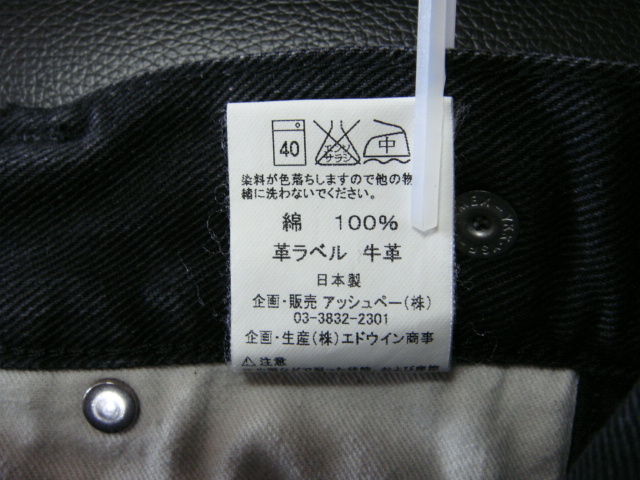 40 エンソ サラシ 中
染料が色落ちしますので他の物
緒に洗わないでください。
綿 100%
革ラベル 牛革
日本製
企画・販売 アッシュペー(株)
03-3832-2301
企画・生産(株)エドウイン商事
⚠注意